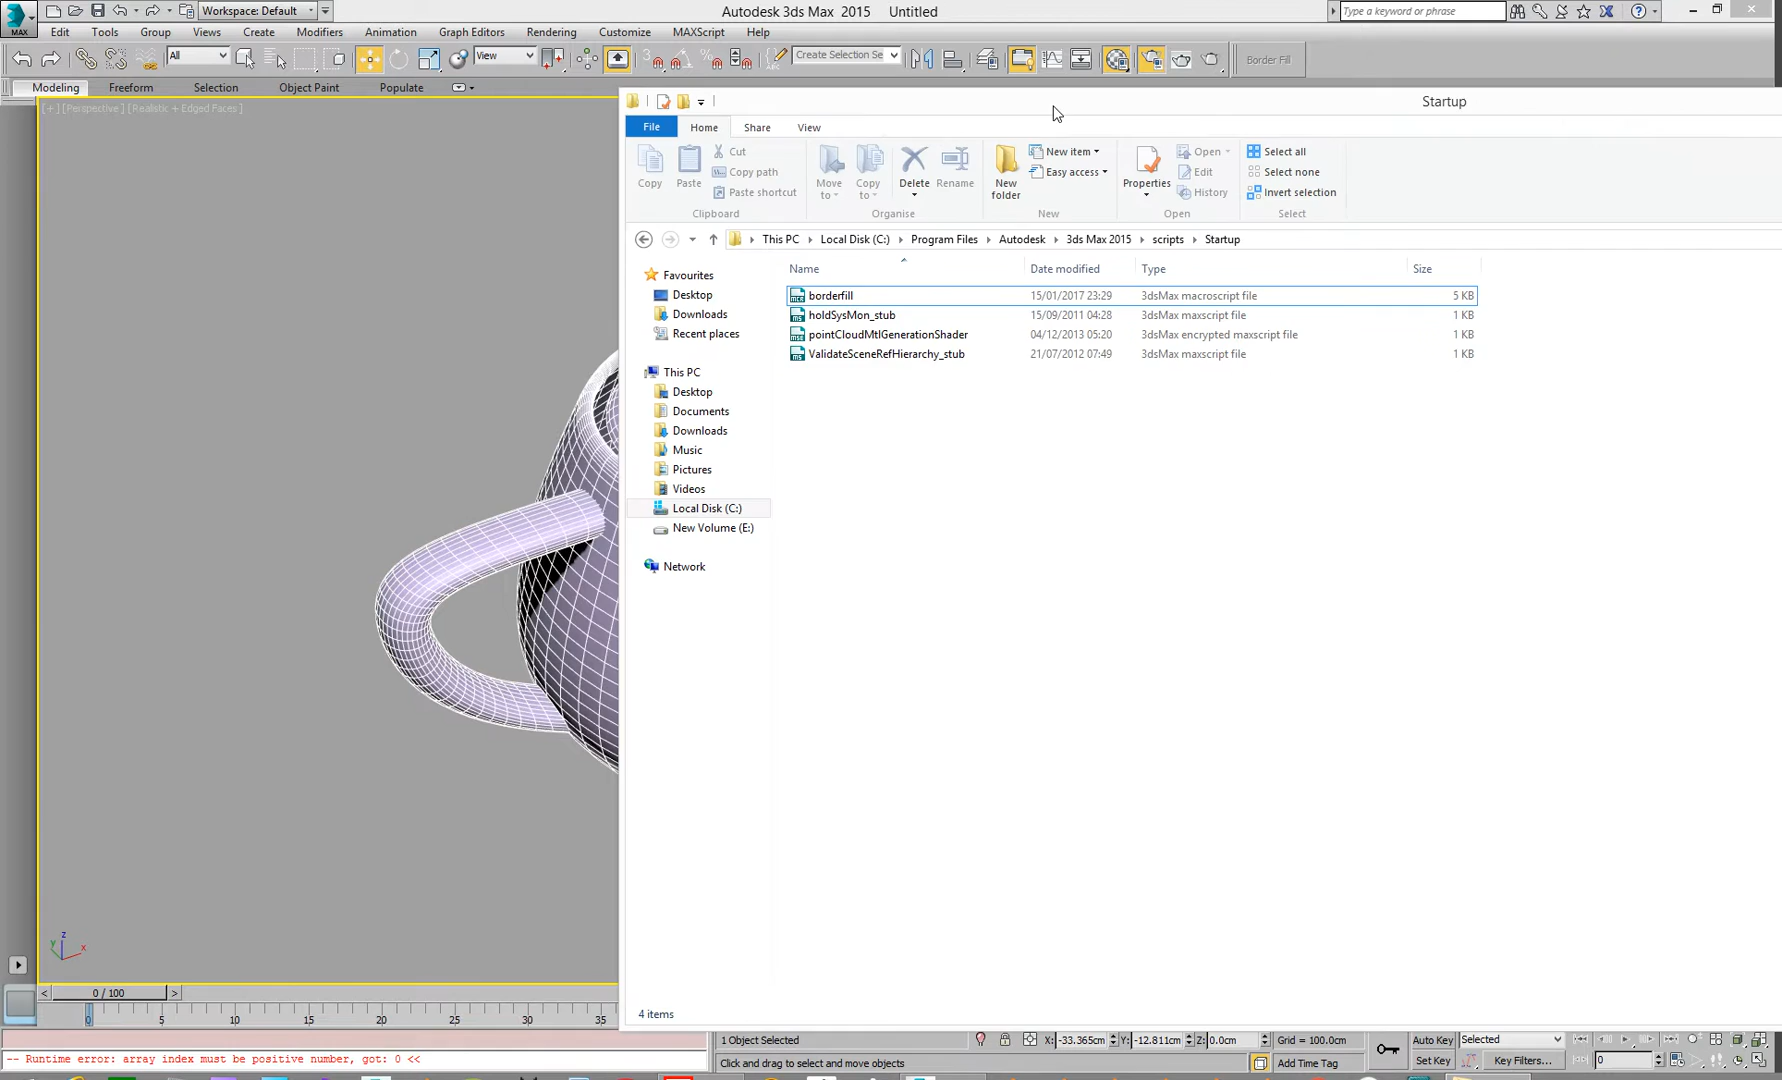 Workspace: Default
Autodesk 3ds Max 2015 Untitled
Type a keyword or phrase
MAX
Edit Tools Group Views Create Modifiers Animation Graph Editors Rendering Customize MAXScript Help
All
View
Create Selection Se
Border Fill
Modeling Freeform Selection Object Paint Populate
[+] [Perspective] [Realistic + Edged Faces]
Startup
File Home Share View
Copy
Paste
Cut
Copy path
Paste shortcut
Clipboard
Move to
Copy to
Delete
Rename
Organise
New folder
New item
Easy access
New
Properties
Open
Edit
History
Open
Select all
Select none
Invert selection
Select
This PC Local Disk (C:) Program Files Autodesk 3ds Max 2015 scripts Startup
Name Date modified Type Size
borderfill 15/01/2017 23:29 3dsMax macroscript file 5 KB
holdSysMon_stub 15/09/2011 04:28 3dsMax maxscript file 1 KB
pointCloudMtlGenerationShader 04/12/2013 05:20 3dsMax encrypted maxscript file 1 KB
ValidateSceneRefHierarchy_stub 21/07/2012 07:49 3dsMax maxscript file 1 KB
Favourites
Desktop
Downloads
Recent places
This PC
Desktop
Documents
Downloads
Music
Pictures
Videos
Local Disk (C:)
New Volume (E:)
Network
4 items
z
y
x
< 0 / 100 >
0 5 10 15 20 25 30 35
-- Runtime error: array index must be positive number, got: 0 <<
1 Object Selected
X: -33.365cm Y: -12.811cm Z: 0.0cm
Grid = 100.0cm
Auto Key
Selected
Click and drag to select and move objects
Add Time Tag
Set Key
Key Filters...
0